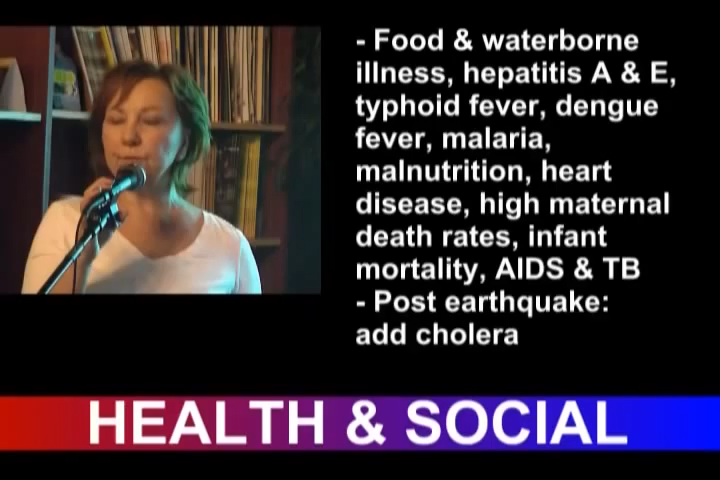 - Food & waterborne
illness, hepatitis A & E,
typhoid fever, dengue
fever, malaria,
malnutrition, heart
disease, high maternal
death rates, infant
mortality, AIDS & TB
- Post earthquake:
add cholera
HEALTH & SOCIAL